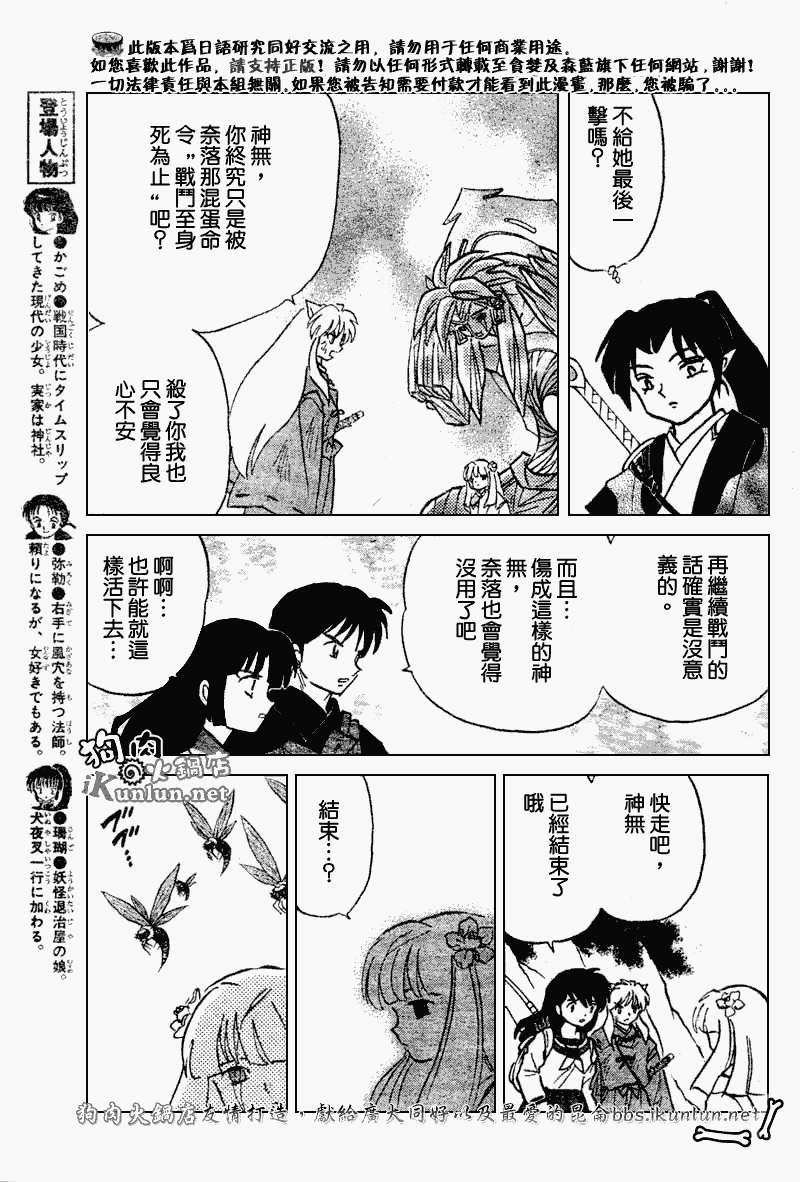 此版本爲日語研究同好交流之用，請勿用于任何商業用途。
如您喜歡此作品，請支持正版！請勿以任何形式轉載至貪婪及森藍旗下任何網站，謝謝！
一切法律責任與本組無關．如果您被告知需要付款才能看到此漫畫，那麼，您被騙了．．．
不給她最後一
擊嗎？
神無，
你終究只是被
奈落那混蛋命
令〞戰鬥至身
死為止〝吧？
殺了你我也
只會覺得良
心不安
再繼續戰鬥的
話確實是沒意
義的。
而且…
傷成這樣的神
無，
奈落也會覺得
沒用了吧
啊啊…
也許能就這
樣活下去…
快走吧，
神無
已經結束了
哦
結束…？
登場人物
とうじょうじんぶつ
●かごめ●戦国時代にタイムスリップ
してきた現代の少女。実家は神社。
●弥勒●右手に風穴を持つ法師。
頼りになるが、女好きでもある。
●珊瑚●妖怪退治屋の娘。
犬夜叉一行に加わる。
狗肉
火鍋店
iKunlun.net
狗肉火鍋店友情打造，獻給廣大同好以及最愛的昆侖bbs.ikunlun.net